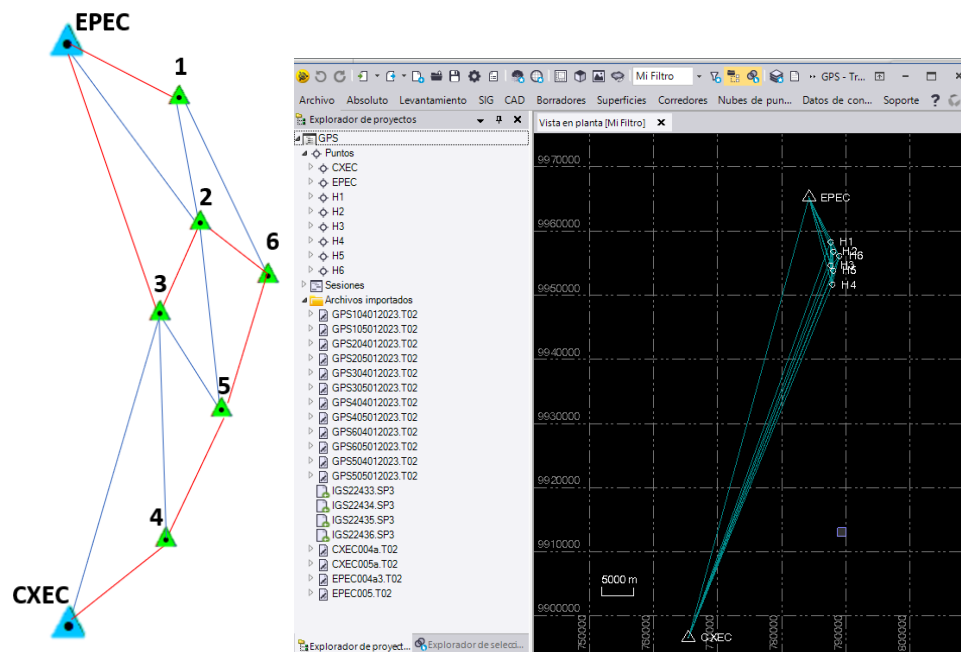 EPEC
1
2
6
3
5
4
CXEC
Mi Filtro
GPS - Tr...
Archivo Absoluto Levantamiento SIG CAD Borradores Superficies Corredores Nubes de pun... Datos de con... Soporte ?
Explorador de proyectos
GPS
Puntos
CXEC
EPEC
H1
H2
H3
H4
H5
H6
Sesiones
Archivos importados
GPS104012023.T02
GPS105012023.T02
GPS204012023.T02
GPS205012023.T02
GPS304012023.T02
GPS305012023.T02
GPS404012023.T02
GPS405012023.T02
GPS604012023.T02
GPS605012023.T02
GPS504012023.T02
GPS505012023.T02
IGS22433.SP3
IGS22434.SP3
IGS22435.SP3
IGS22436.SP3
CXEC004a.T02
CXEC005a.T02
EPEC004a3.T02
EPEC005.T02
Explorador de proyect...
Explorador de selecci...
Vista en planta [Mi Filtro]
9970000
9960000
9950000
9940000
9930000
9920000
9910000
9900000
EPEC
H1
H2
H6
H3
H4
5000 m
CXEC
750000
760000
770000
780000
790000
800000